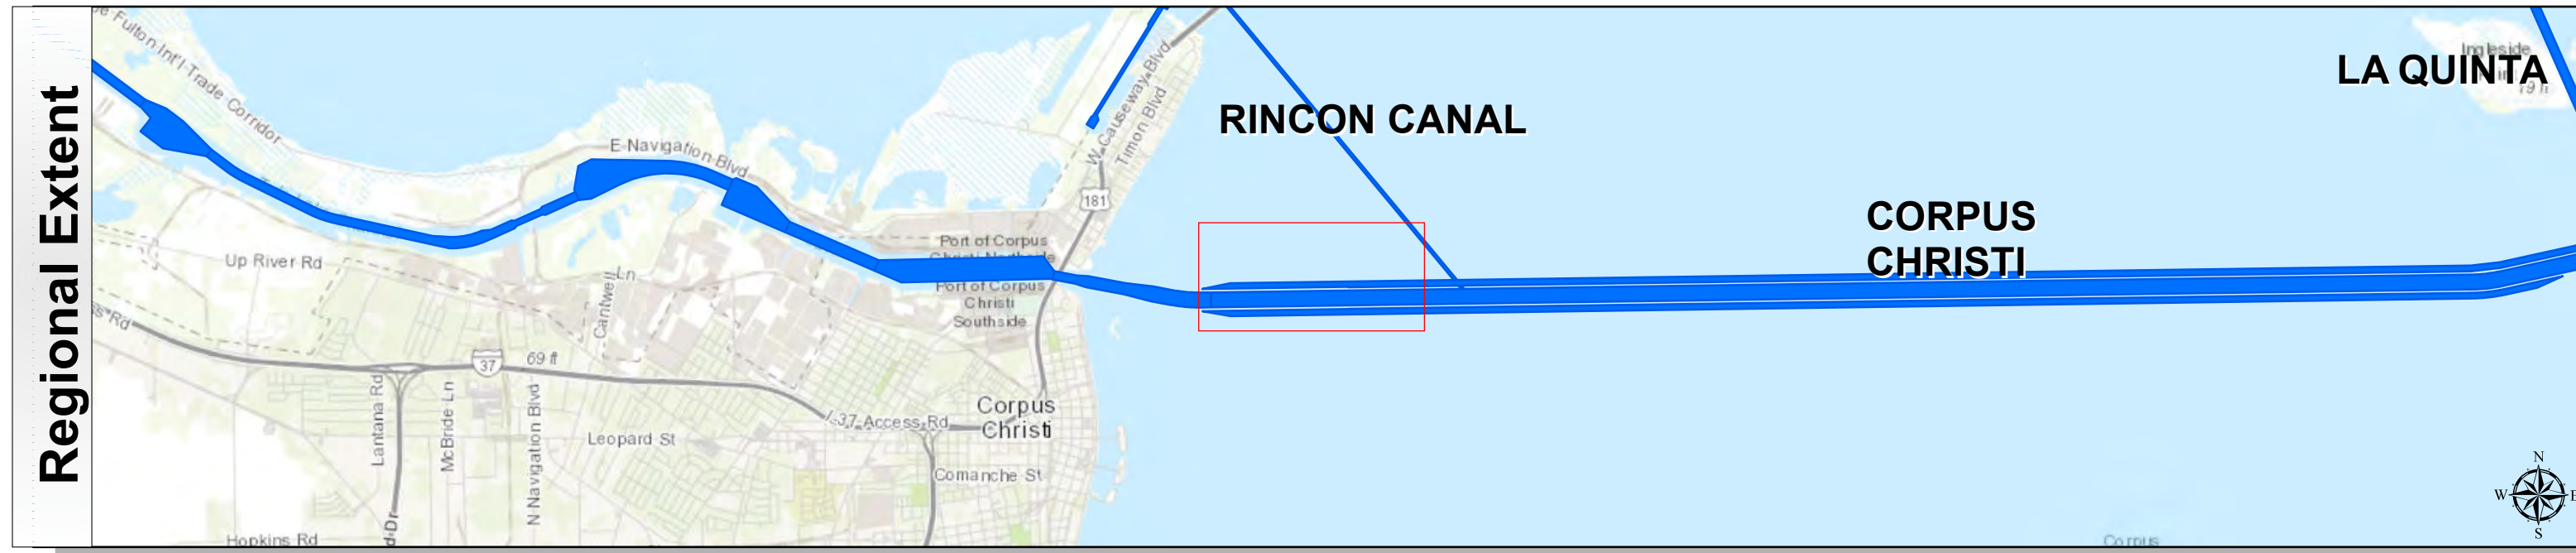 Regional Extent
Fulton Int'l Trade Corridor
E Navigation Blvd
W Causeway Blvd
Timon Blvd
181
RINCON CANAL
LA QUINTA
Ingleside
19 ft
CORPUS
CHRISTI
Up River Rd
Cantwell Ln
Port of Corpus
Christi Northside
Port of Corpus
Christi
Southside
37
69 ft
Lantana Rd
McBride Ln
N Navigation Blvd
Leopard St
I-37 Access Rd
Corpus
Christi
Comanche St
Hopkins Rd
Corpus
N
W
E
S